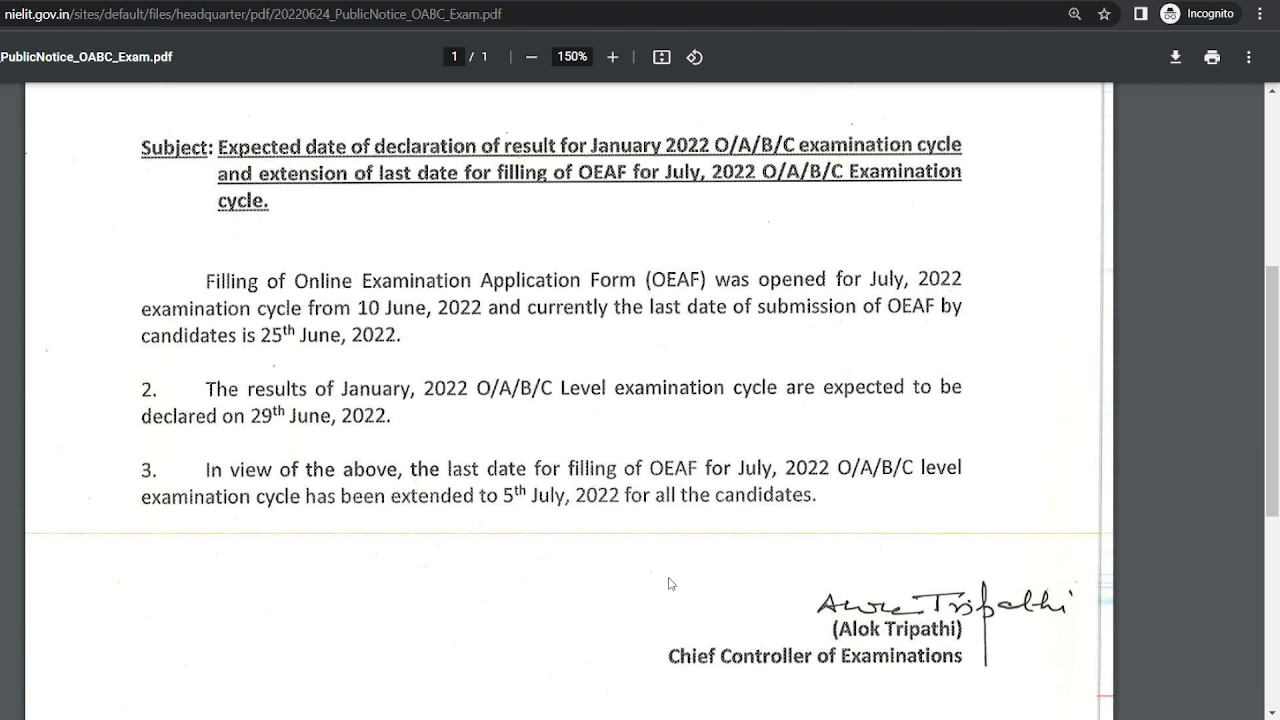 nielit.gov.in/sites/default/files/headquarter/pdf/20220624_PublicNotice_OABC_Exam.pdf
Incognito
_PublicNotice_OABC_Exam.pdf
1 / 1
150%
Subject: Expected date of declaration of result for January 2022 O/A/B/C examination cycle
and extension of last date for filling of OEAF for July, 2022 O/A/B/C Examination
cycle.
Filling of Online Examination Application Form (OEAF) was opened for July, 2022
examination cycle from 10 June, 2022 and currently the last date of submission of OEAF by
candidates is 25th June, 2022.
2. The results of January, 2022 O/A/B/C Level examination cycle are expected to be
declared on 29th June, 2022.
3. In view of the above, the last date for filling of OEAF for July, 2022 O/A/B/C level
examination cycle has been extended to 5th July, 2022 for all the candidates.
Tripathi
(Alok Tripathi)
Chief Controller of Examinations